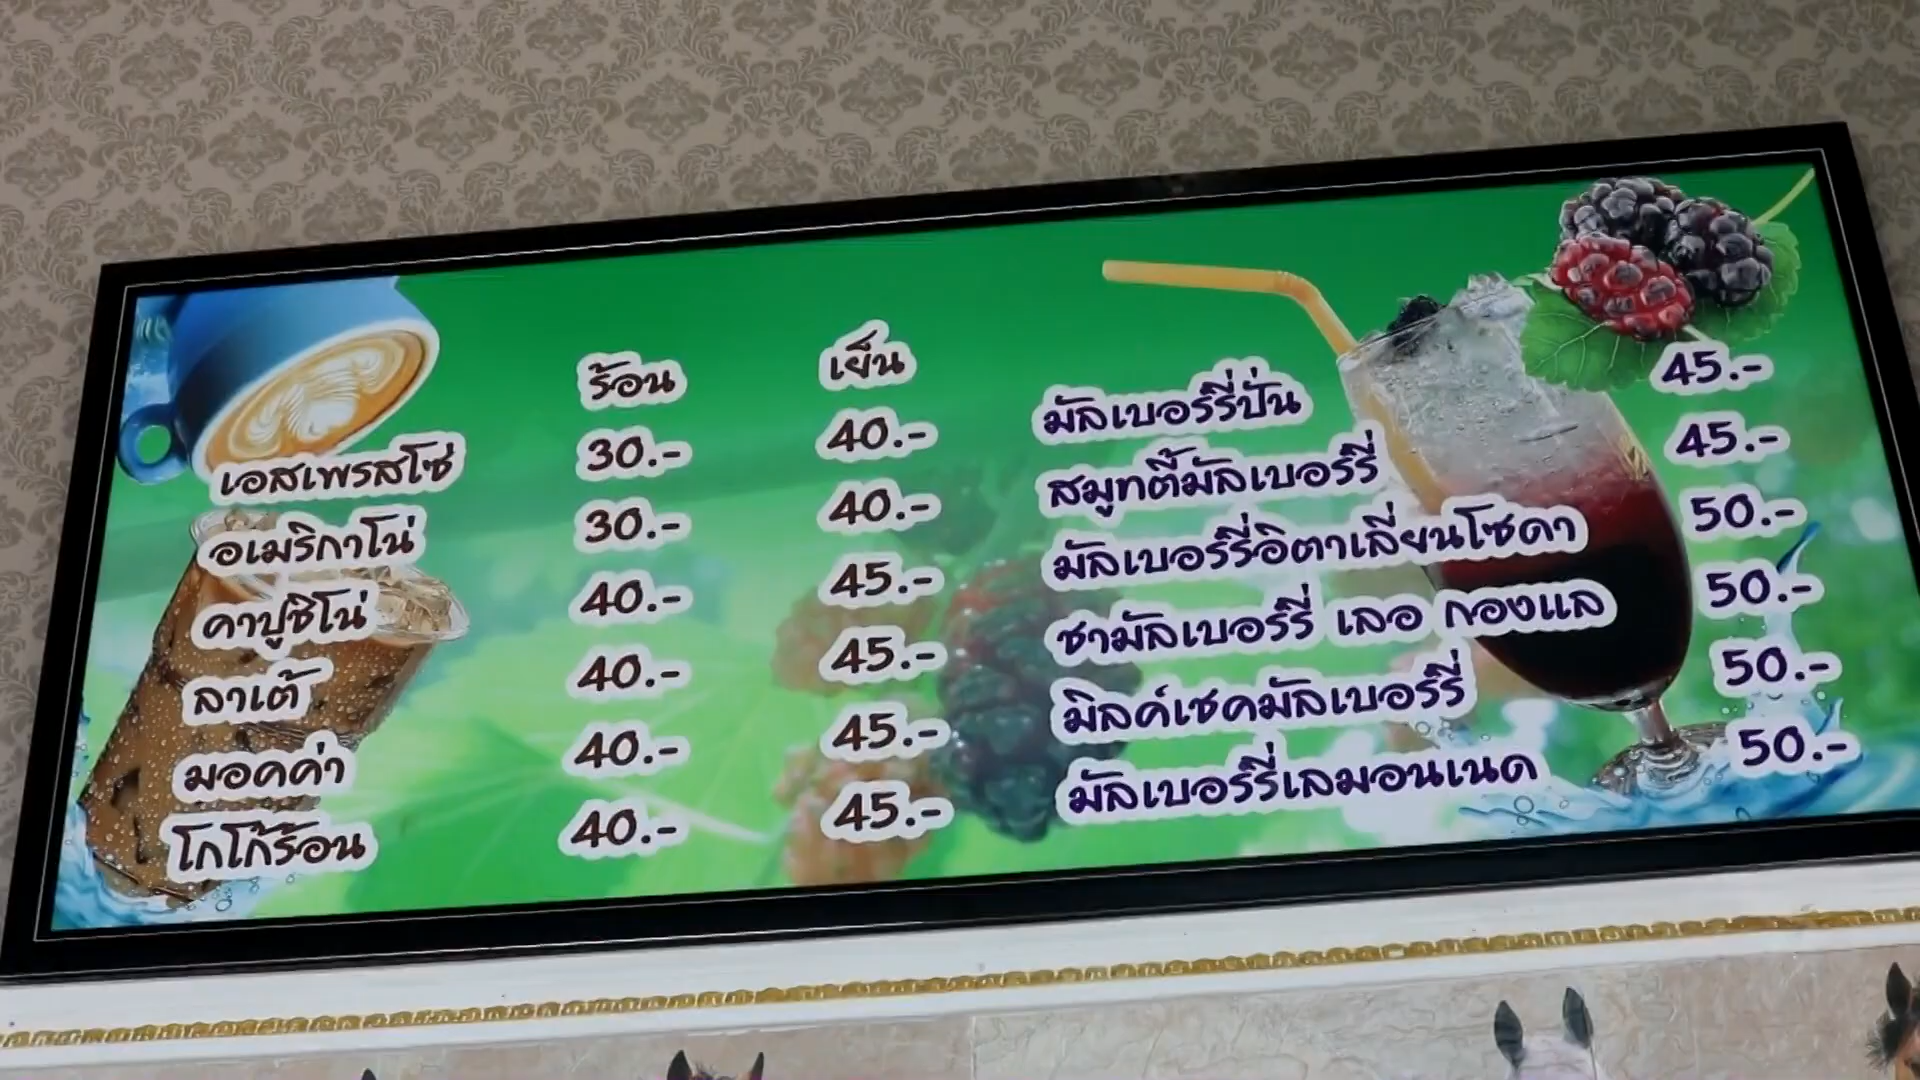 ร้อน เย็น
เอสเพรสโซ่ 30.- 40.-
อเมริกาโน่ 30.- 40.-
คาปูชิโน่ 40.- 45.-
ลาเต้ 40.- 45.-
มอคค่า 40.- 45.-
โกโก้ร้อน 40.- 45.-
มัลเบอร์รี่ปั่น 45.-
สมูทตี้มัลเบอร์รี่ 45.-
มัลเบอร์รี่อิตาเลี่ยนโซดา 50.-
ชามัลเบอร์รี่ เลอ กองแล 50.-
มิลค์เชคมัลเบอร์รี่ 50.-
มัลเบอร์รี่เลมอนเนด 50.-